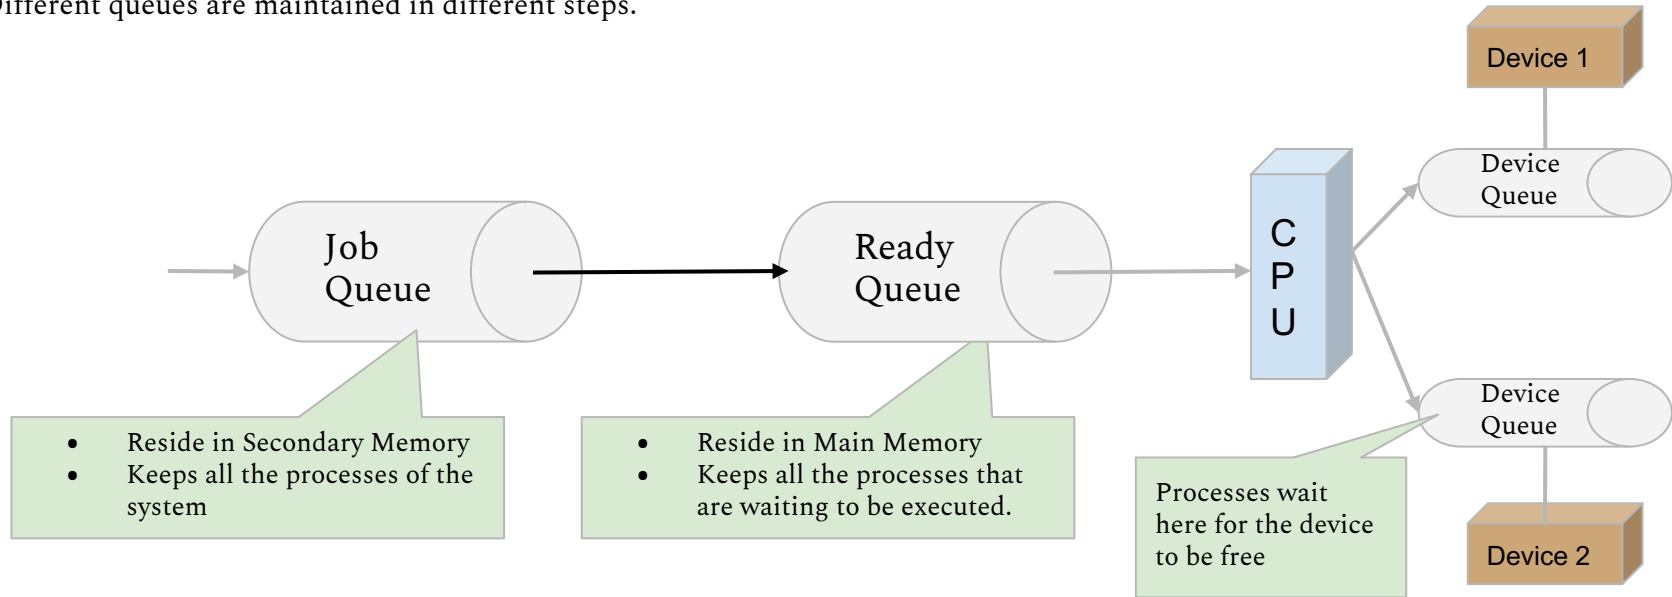 Different queues are maintained in different steps.
Device 1
Device
Queue
Job
Queue
Ready
Queue
C
P
U
Device
Queue
• Reside in Secondary Memory
• Keeps all the processes of the
system
• Reside in Main Memory
• Keeps all the processes that
are waiting to be executed.
Processes wait
here for the device
to be free
Device 2